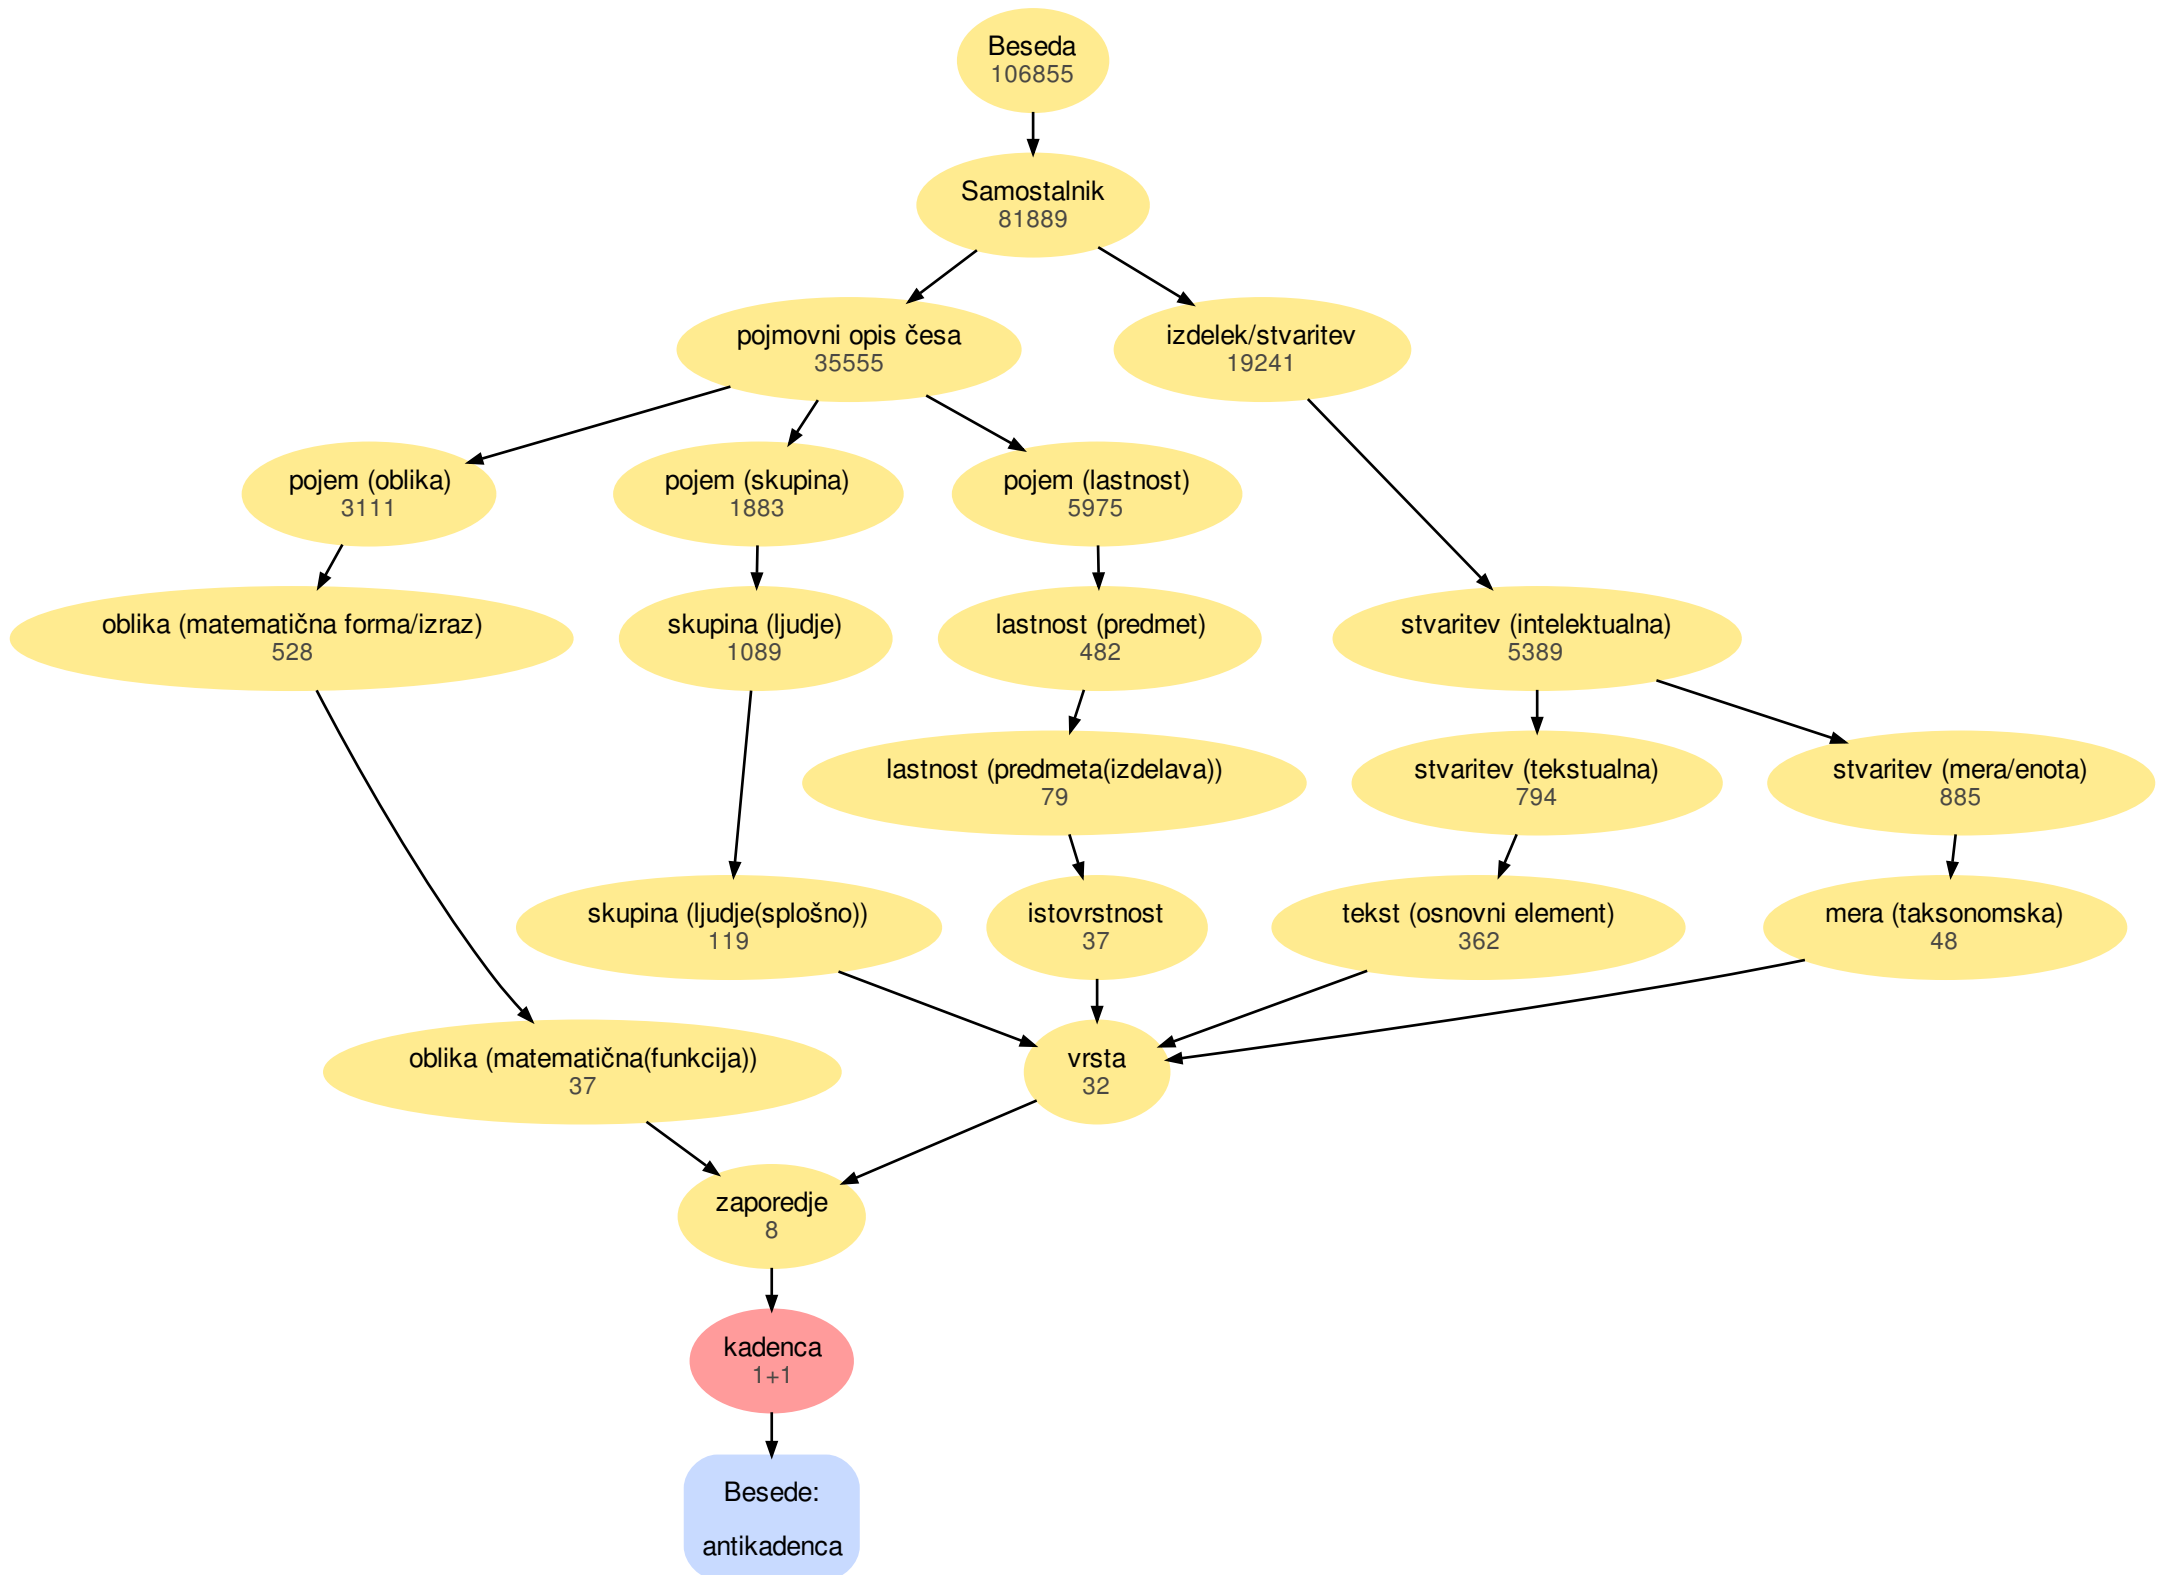 Beseda
106855
Samostalnik
81889
pojmovni opis česa
35555
izdelek/stvaritev
19241
pojem (oblika)
3111
pojem (skupina)
1883
pojem (lastnost)
5975
oblika (matematična forma/izraz)
528
skupina (ljudje)
1089
lastnost (predmet)
482
stvaritev (intelektualna)
5389
lastnost (predmeta(izdelava))
79
stvaritev (tekstualna)
794
stvaritev (mera/enota)
885
skupina (ljudje(splošno))
119
istovrstnost
37
tekst (osnovni element)
362
mera (taksonomska)
48
oblika (matematična(funkcija))
37
vrsta
32
zaporedje
8
kadenca
1+1
Besede:
antikadenca